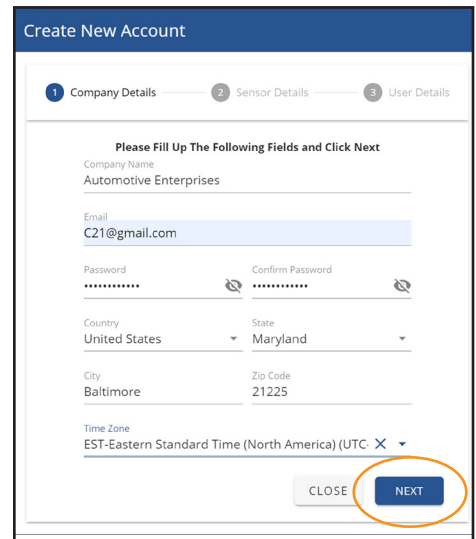 Create New Account
1 Company Details 2 Sensor Details 3 User Details
Please Fill Up The Following Fields and Click Next
Company Name
Automotive Enterprises
Email
C21@gmail.com
Password Confirm Password
•••••••••••• ••••••••••••
Country State
United States Maryland
City Zip Code
Baltimore 21225
Time Zone
EST-Eastern Standard Time (North America) (UTC-
CLOSE NEXT